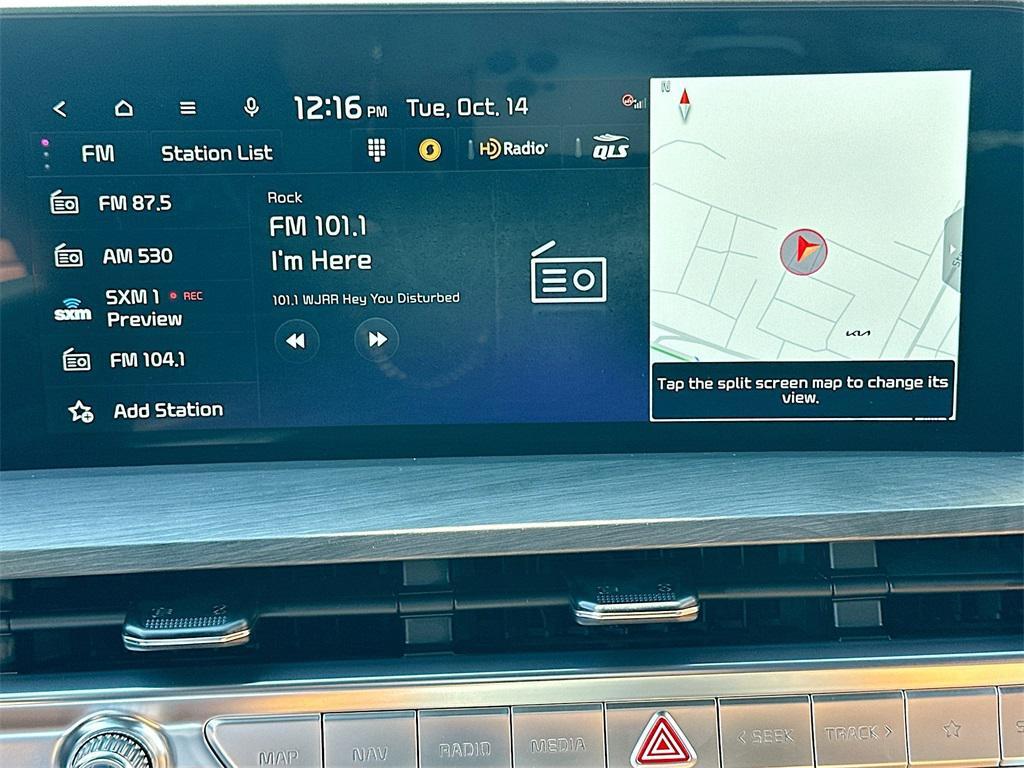 12:16 PM Tue, Oct. 14
FM Station List HD Radio QLS
FM 87.5
AM 530
SXM 1 REC
sxm
Preview
FM 104.1
Add Station
Rock
FM 101.1
I'm Here
101.1 WJRR Hey You Disturbed
N
KIA
Tap the split screen map to change its
view.
MAP NAV RADIO MEDIA < SEEK TRACK >